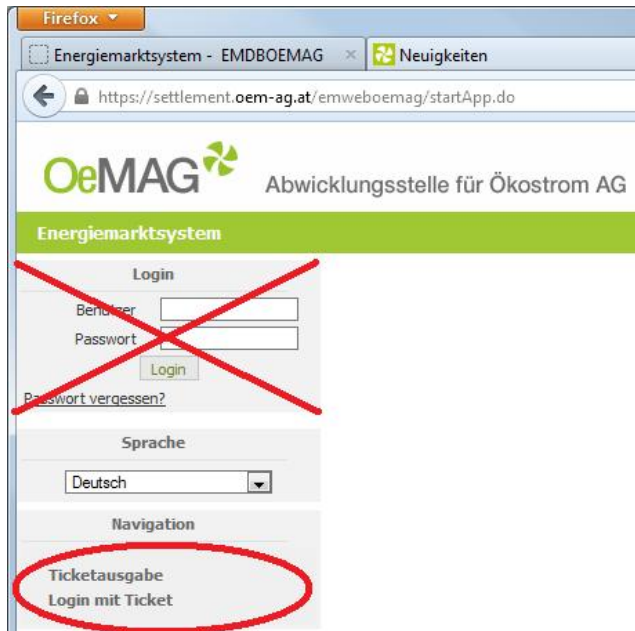 Firefox
Energiemarktsystem - EMDBOEMAG
Neuigkeiten
https://settlement.oem-ag.at/emweboemag/startApp.do
OeMAG
Abwicklungsstelle für Ökostrom AG
Energiemarktsystem
Login
Benutzer
Passwort
Login
Passwort vergessen?
Sprache
Deutsch
Navigation
Ticketausgabe
Login mit Ticket